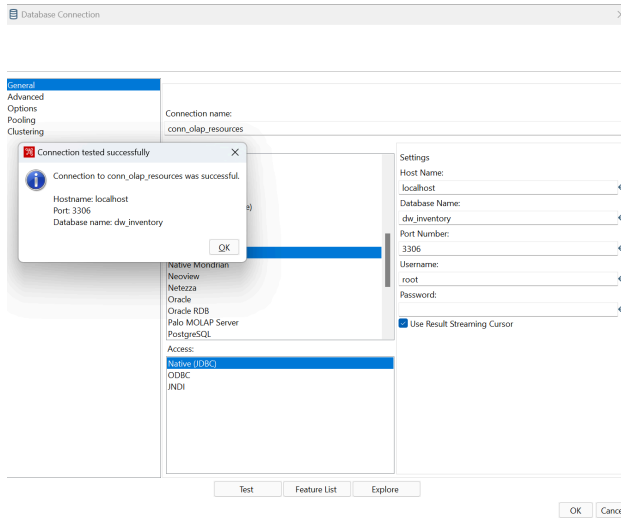 Database Connection
General
Advanced
Options
Pooling
Clustering
Connection name:
conn_olap_resources
Connection tested successfully
Connection to conn_olap_resources was successful.
Hostname: localhost
Port: 3306
Database name: dw_inventory
OK
Native Mondrian
Neoview
Netezza
Oracle
Oracle RDB
Palo MOLAP Server
PostgreSQL
Access:
Native (JDBC)
ODBC
JNDI
Settings
Host Name:
localhost
Database Name:
dw_inventory
Port Number:
3306
Username:
root
Password:
Use Result Streaming Cursor
Test Feature List Explore
OK Cance